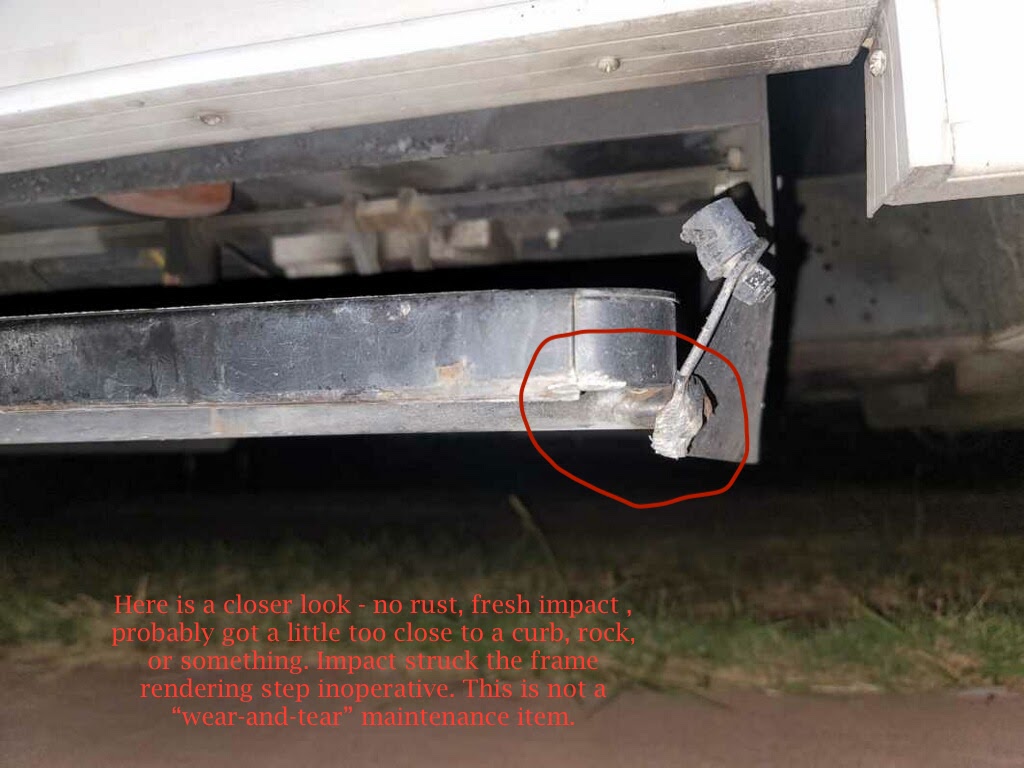 Here is a closer look - no rust, fresh impact ,
probably got a little too close to a curb, rock,
or something. Impact struck the frame
rendering step inoperative. This is not a
“wear-and-tear” maintenance item.